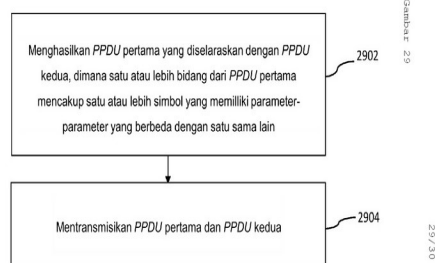 Menghasilkan PPDU pertama yang diselaraskan dengan PPDU
kedua, dimana satu atau lebih bidang dari PPDU pertama
mencakup satu atau lebih simbol yang memilliki parameter-
parameter yang berbeda dengan satu sama lain
2902
Mentransmisikan PPDU pertama dan PPDU kedua
2904
Gambar 29
29/30